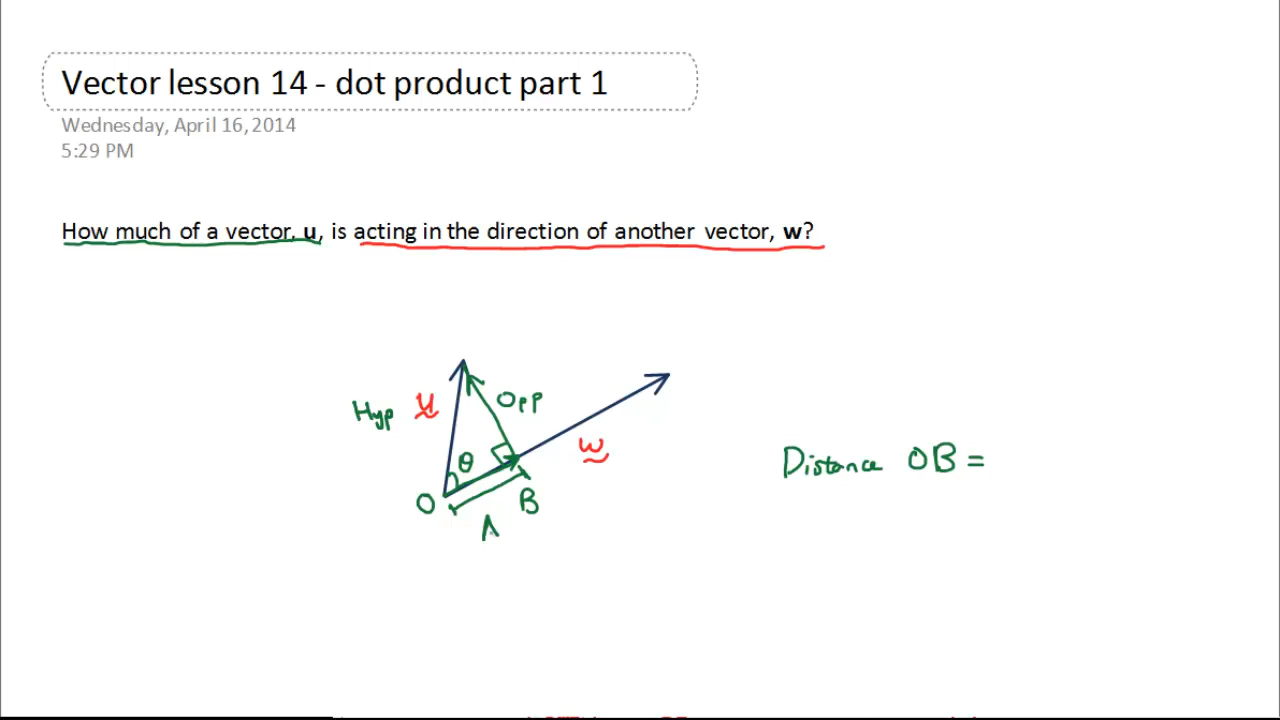 Vector lesson 14 - dot product part 1
Wednesday, April 16, 2014
5:29 PM
How much of a vector, u, is acting in the direction of another vector, w?
Hyp u Opp
θ w
Distance OB =
O B
A